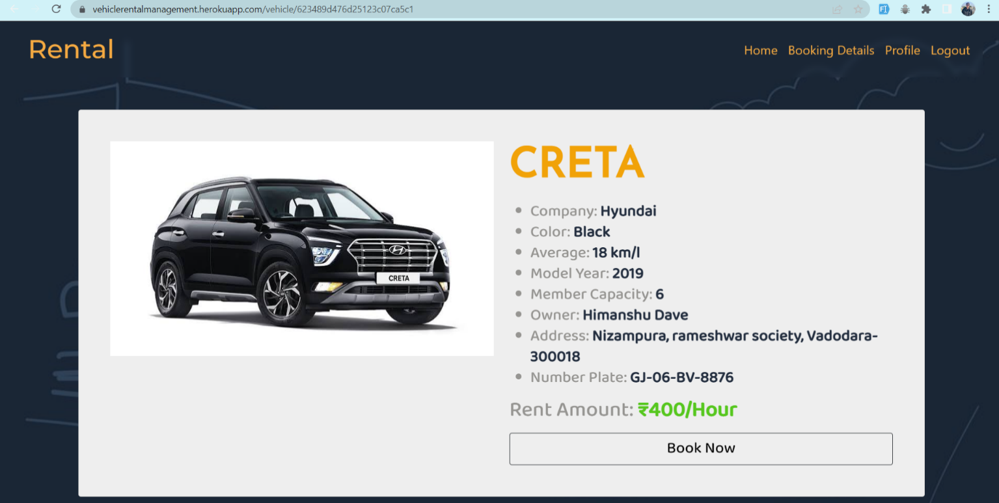 vehiclerentalmanagement.herokuapp.com/vehicle/623489d476d25123c07ca5c1
FI
Rental
Home Booking Details Profile Logout
CRETA
Company: Hyundai
Color: Black
Average: 18 km/l
Model Year: 2019
Member Capacity: 6
Owner: Himanshu Dave
Address: Nizampura, rameshwar society, Vadodara-
300018
Number Plate: GJ-06-BV-8876
CRETA
Rent Amount: ₹400/Hour
Book Now